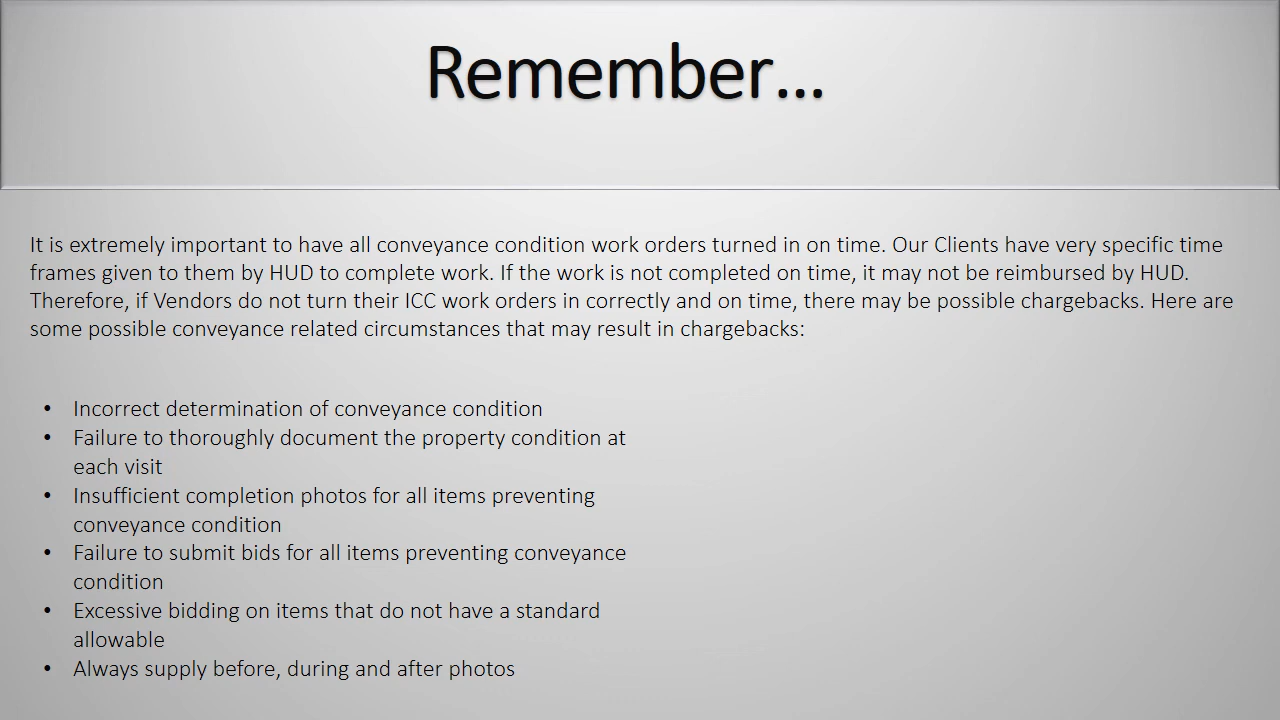 Remember...
It is extremely important to have all conveyance condition work orders turned in on time. Our Clients have very specific time
frames given to them by HUD to complete work. If the work is not completed on time, it may not be reimbursed by HUD.
Therefore, if Vendors do not turn their ICC work orders in correctly and on time, there may be possible chargebacks. Here are
some possible conveyance related circumstances that may result in chargebacks:
• Incorrect determination of conveyance condition
• Failure to thoroughly document the property condition at
each visit
• Insufficient completion photos for all items preventing
conveyance condition
• Failure to submit bids for all items preventing conveyance
condition
• Excessive bidding on items that do not have a standard
allowable
• Always supply before, during and after photos